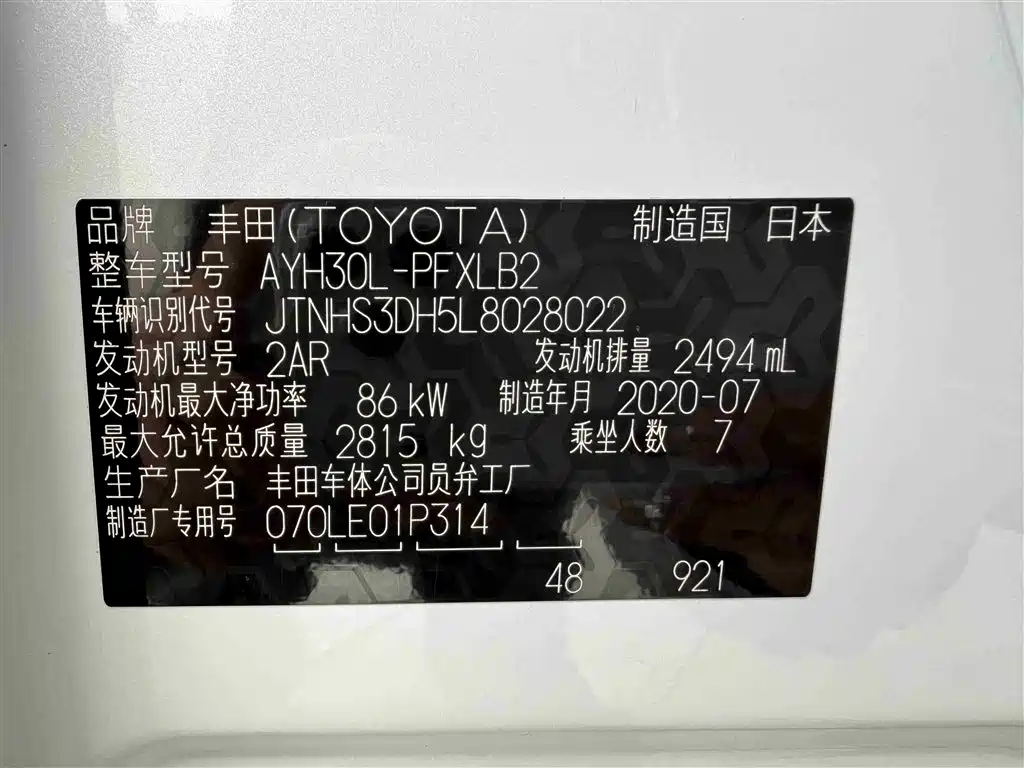 品牌 丰田(TOYOTA) 制造国 日本
整车型号 AYH30L-PFXLB2
车辆识别代号 JTNHS3DH5L8028022
发动机型号 2AR 发动机排量 2494 mL
发动机最大净功率 86 kW 制造年月 2020-07
最大允许总质量 2815 kg 乘坐人数 7
生产厂名 丰田车体公司员弁工厂
制造厂专用号 070LE01P314
48 921